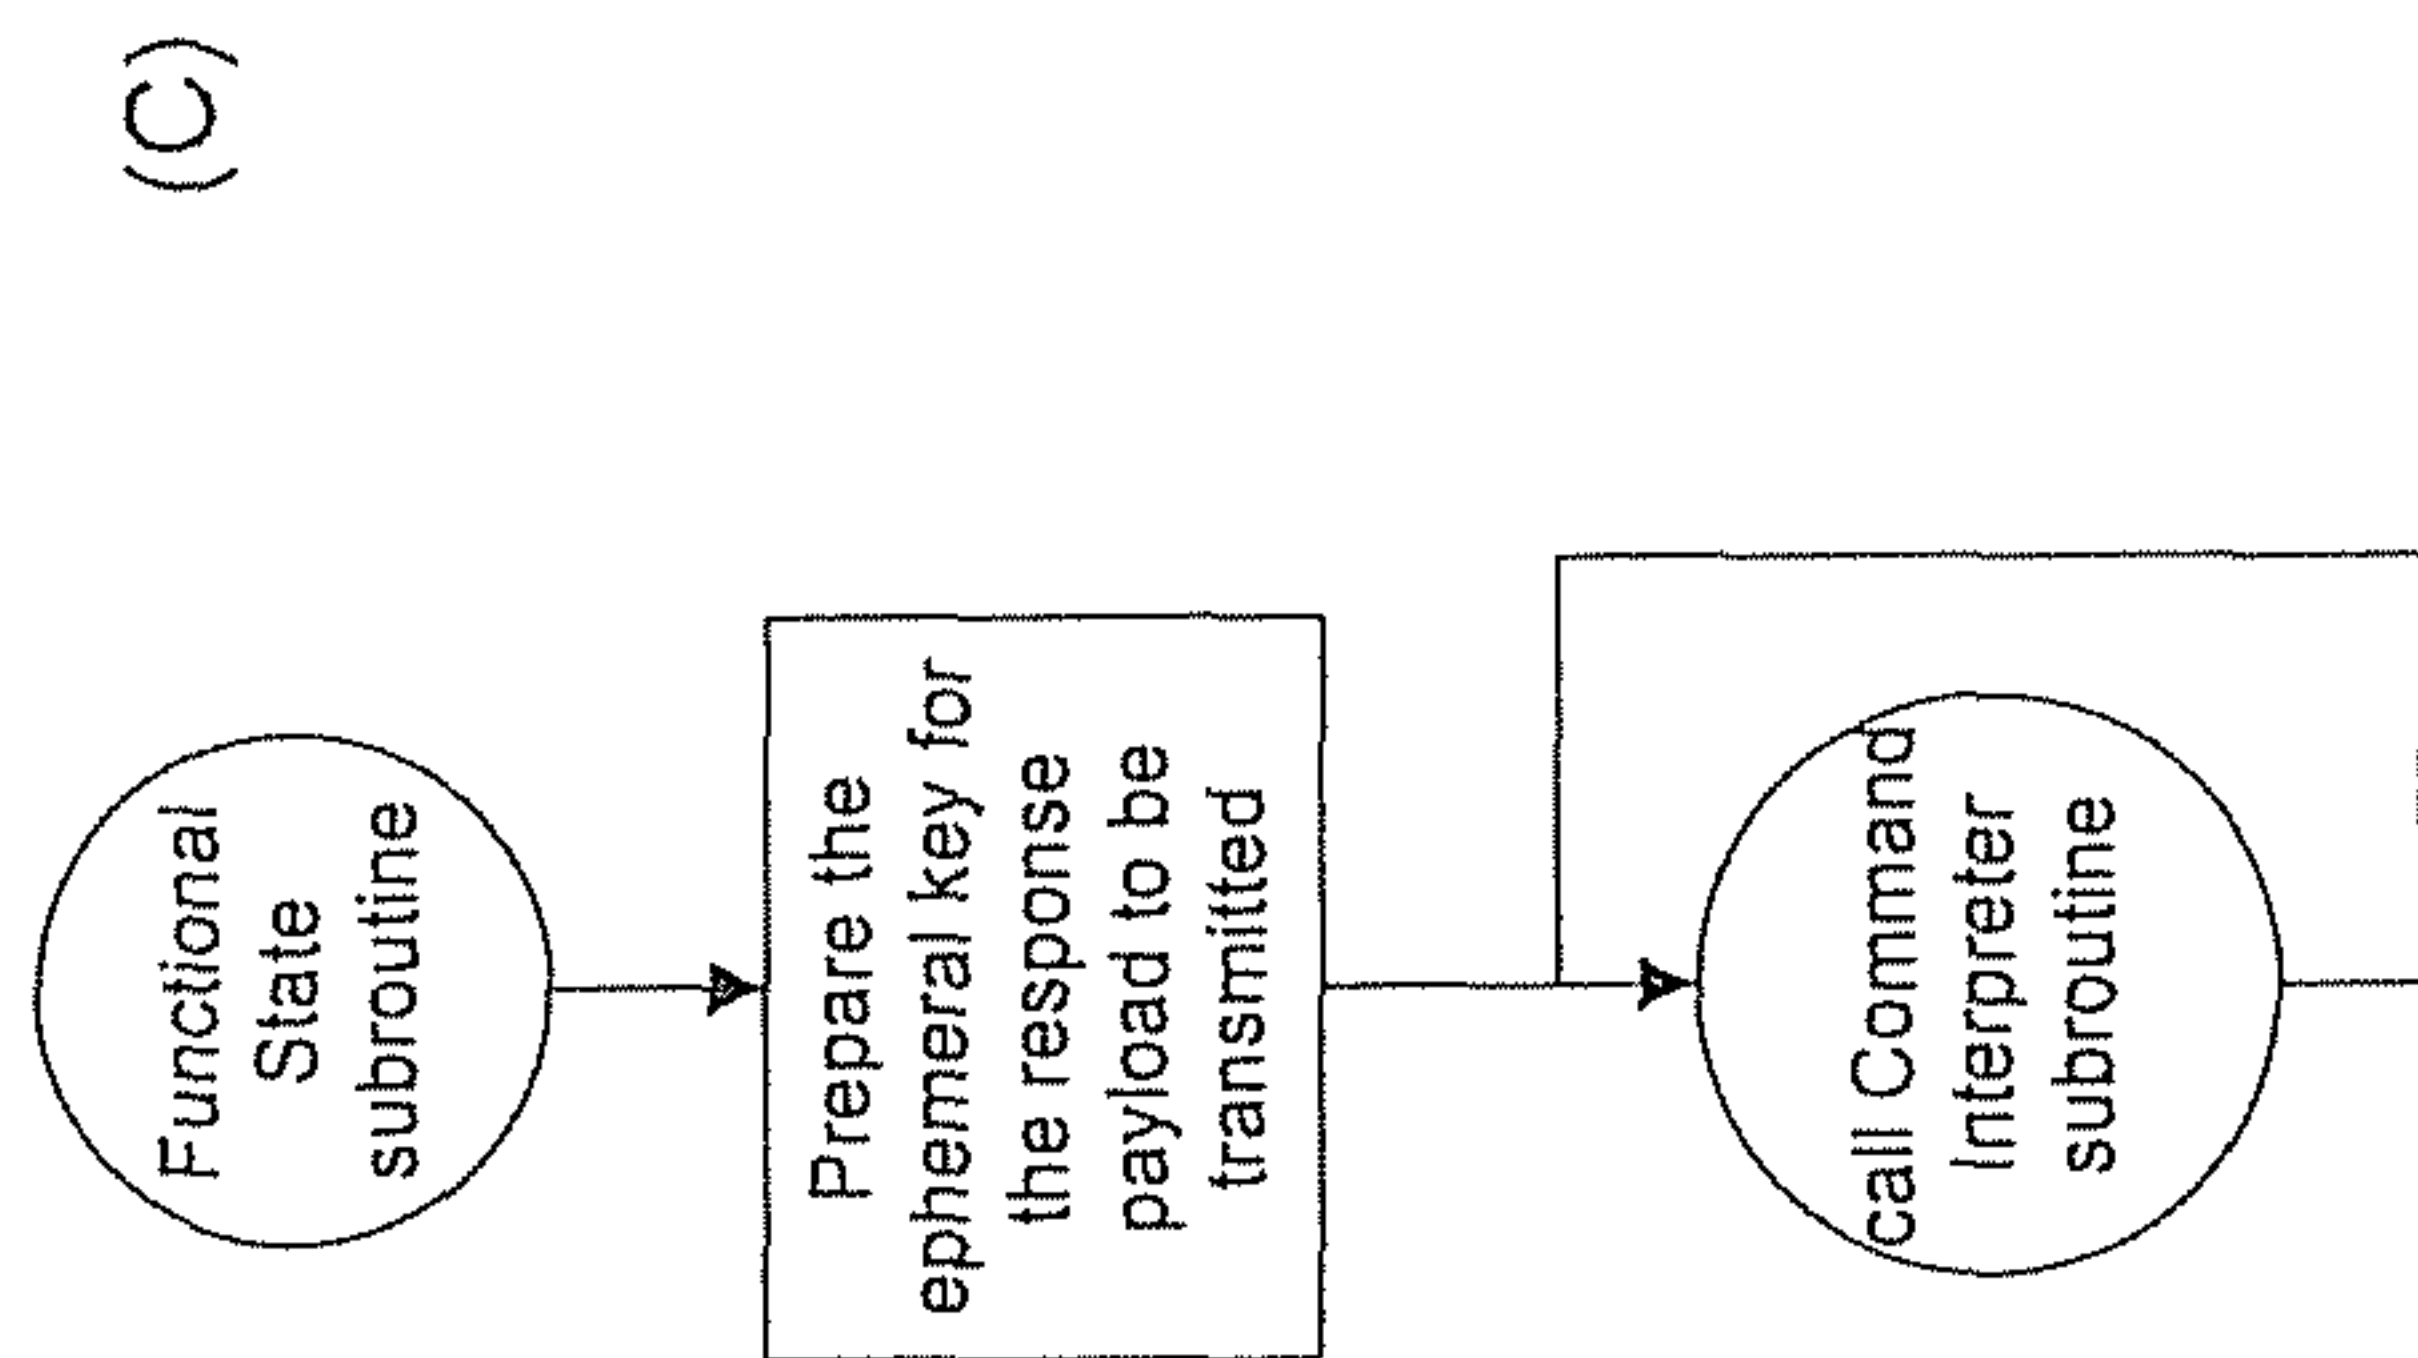 (C)
Functional
State
subroutine
Prepare the
ephemeral key for
the response
payload to be
transmitted
call Command
Interpreter
subroutine